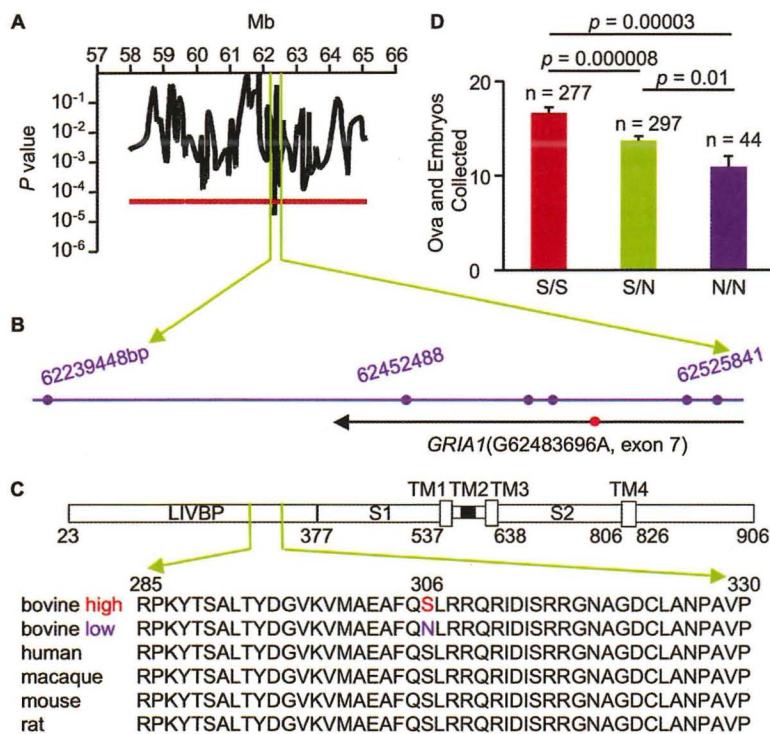 A
Mb
57 58 59 60 61 62 63 64 65 66
P value
10-1
10-2
10-3
10-4
10-5
10-6
D
p = 0.00003
p = 0.000008
p = 0.01
Ova and Embryos
Collected
20
10
0
n = 277
n = 297
n = 44
S/S S/N N/N
B
62239448bp
62452488
62525841
GRIA1(G62483696A, exon 7)
C
TM1 TM2 TM3 TM4
LIVBP S1 S2
23 377 537 638 806 826 906
285 306 330
bovine high RPKYTSALTYDGVKVMAEAFQSLRRQRIDISRRGNAGDCLANPAVP
bovine low RPKYTSALTYDGVKVMAEAFQNLRRQRIDISRRGNAGDCLANPAVP
human RPKYTSALTYDGVKVMAEAFQSLRRQRIDISRRGNAGDCLANPAVP
macaque RPKYTSALTYDGVKVMAEAFQSLRRQRIDISRRGNAGDCLANPAVP
mouse RPKYTSALTYDGVKVMAEAFQSLRRQRIDISRRGNAGDCLANPAVP
rat RPKYTSALTYDGVKVMAEAFQSLRRQRIDISRRGNAGDCLANPAVP